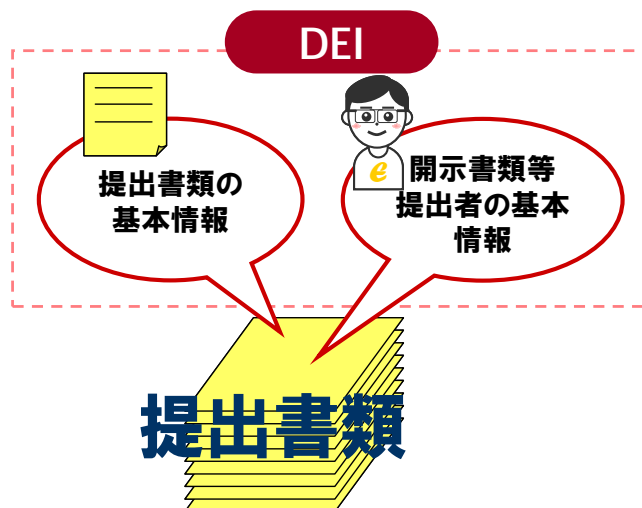 DEI
提出書類の
基本情報
e
開示書類等
提出者の基本
情報
提出書類